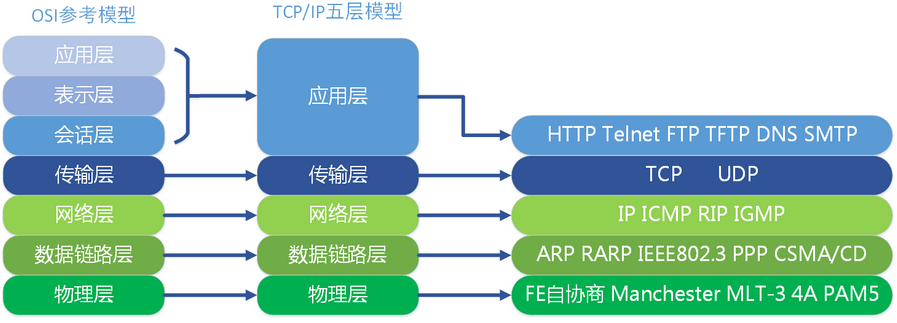 OSI参考模型
TCP/IP五层模型
应用层
表示层
会话层
应用层
HTTP Telnet FTP TFTP DNS SMTP
传输层
传输层
TCP UDP
网络层
网络层
IP ICMP RIP IGMP
数据链路层
数据链路层
ARP RARP IEEE802.3 PPP CSMA/CD
物理层
物理层
FE自协商 Manchester MLT-3 4A PAM5